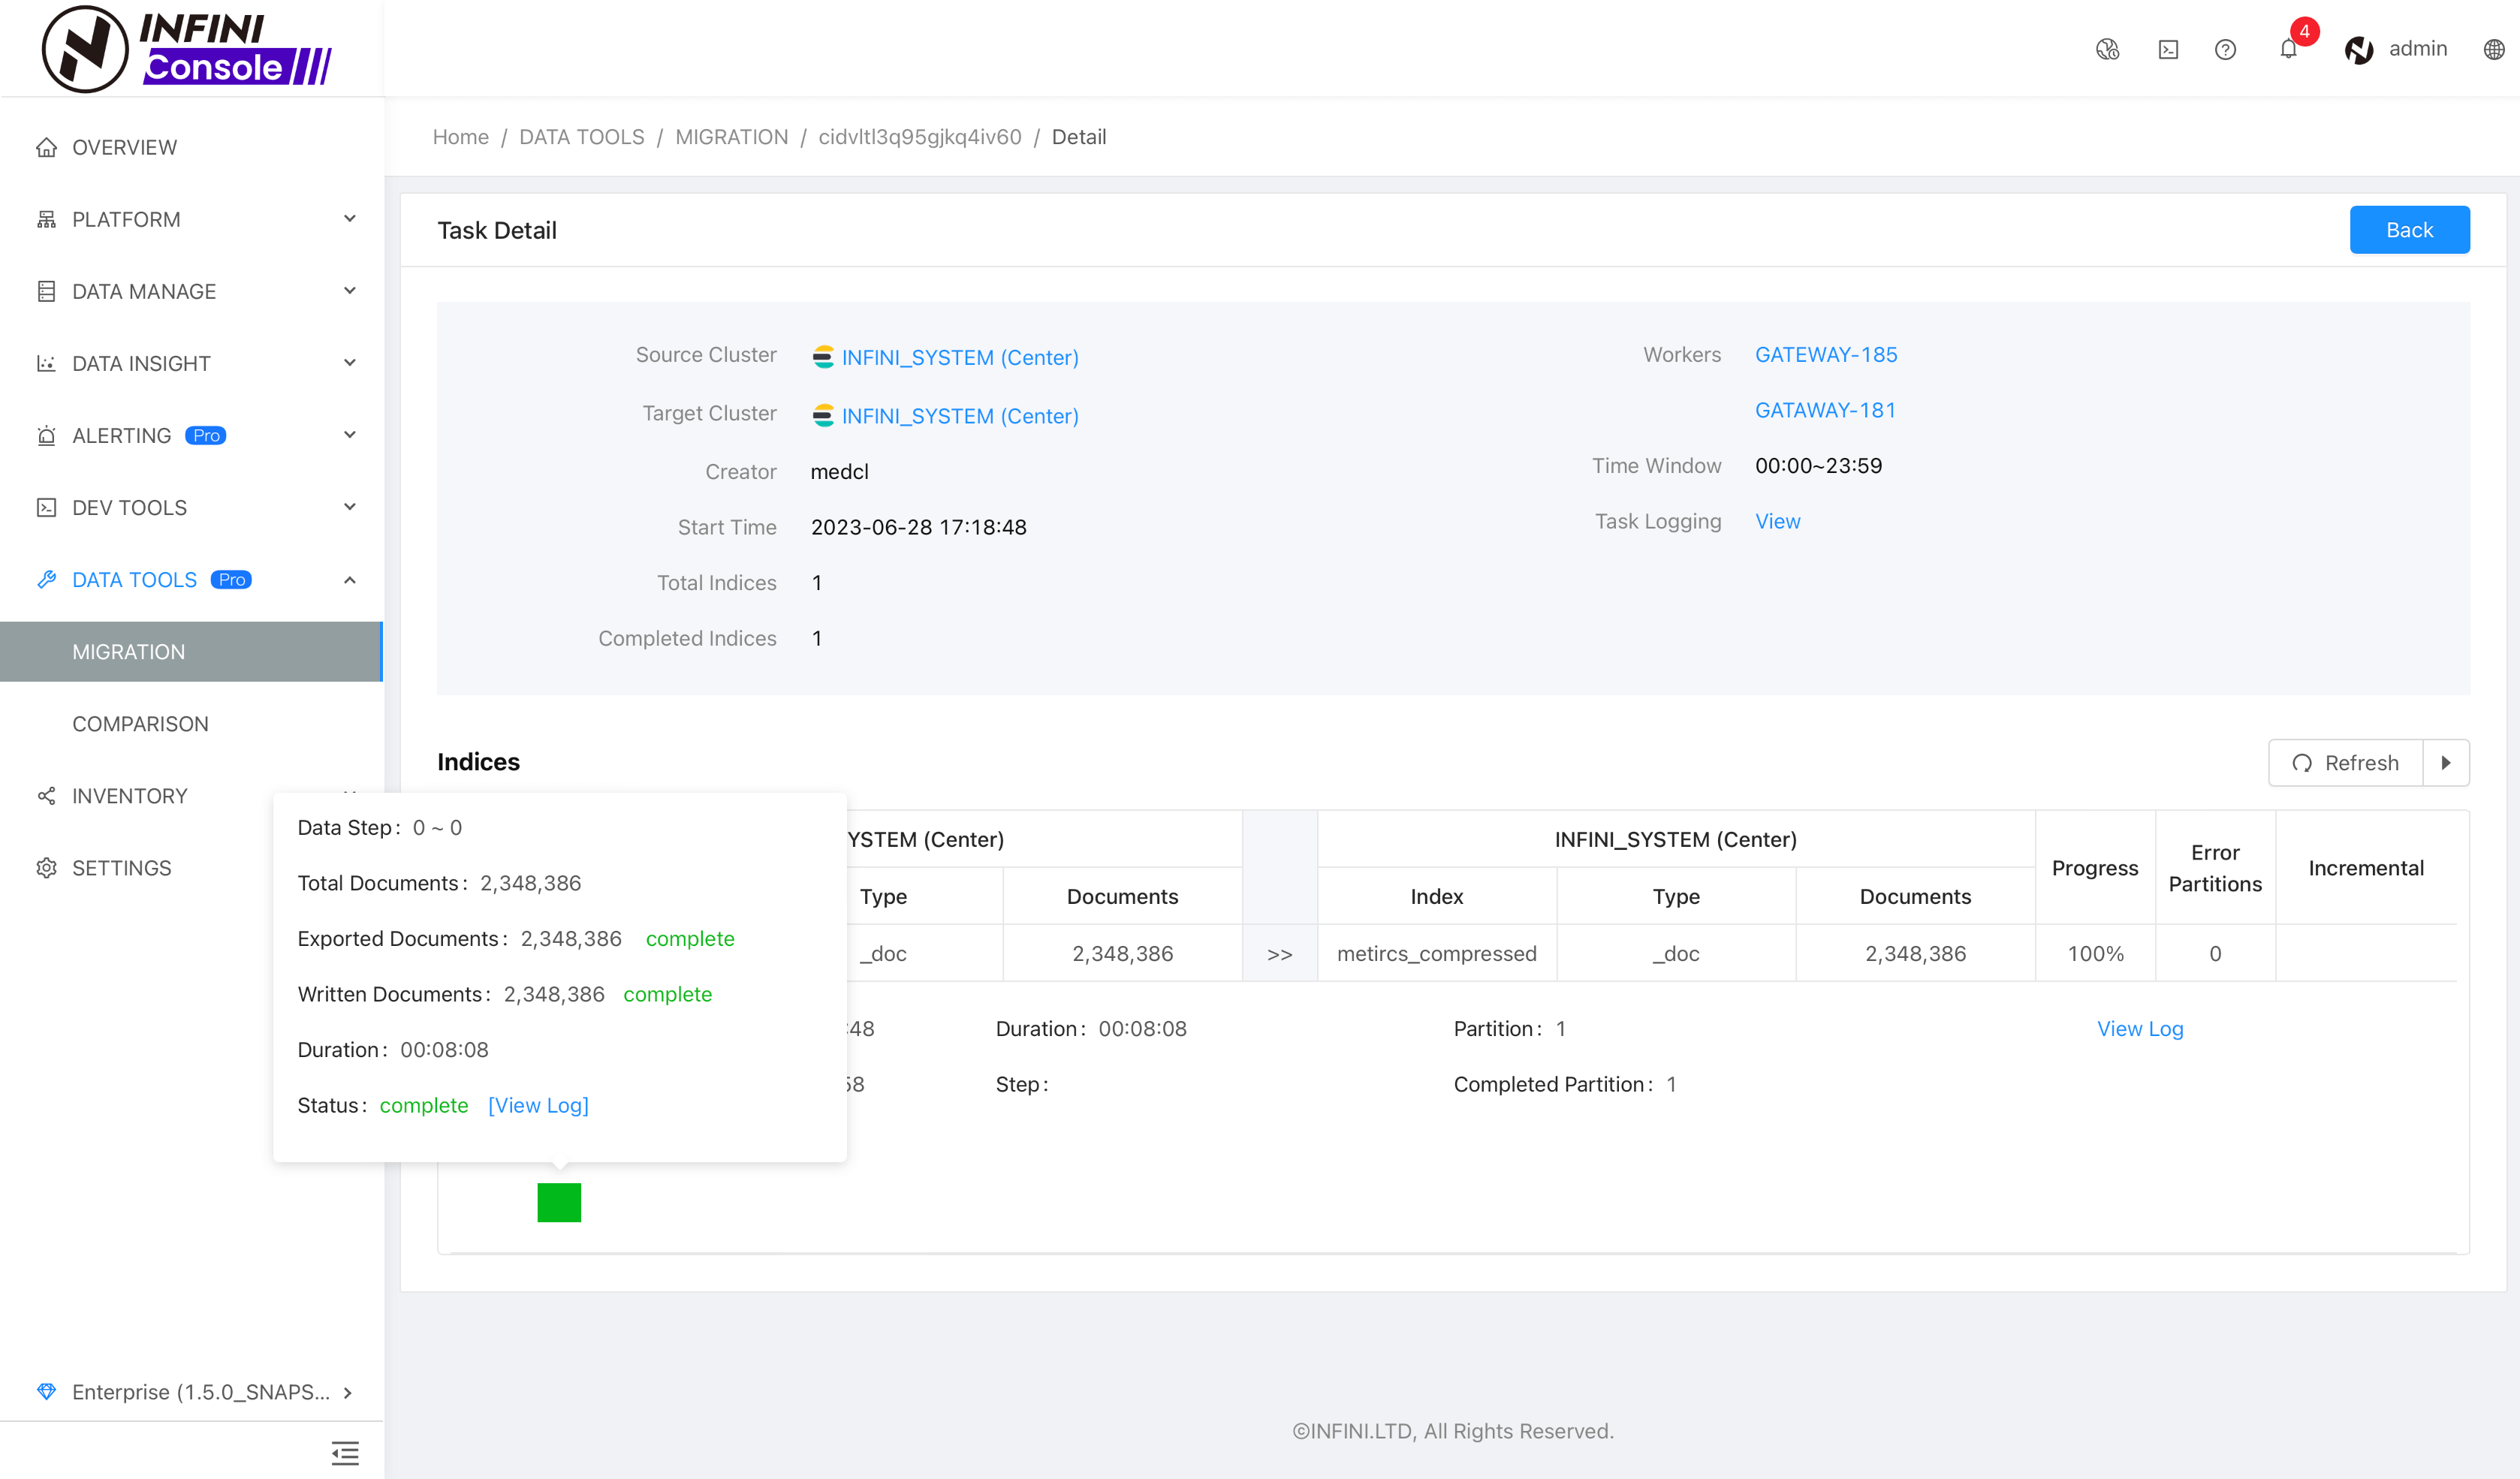 INFINI
Console
4
admin
OVERVIEW
PLATFORM
DATA MANAGE
DATA INSIGHT
ALERTING Pro
DEV TOOLS
DATA TOOLS Pro
MIGRATION
COMPARISON
INVENTORY
SETTINGS
Enterprise (1.5.0_SNAPS...
Home / DATA TOOLS / MIGRATION / cidvltl3q95gjkq4iv60 / Detail
Task Detail
Back
Source Cluster INFINI_SYSTEM (Center)
Target Cluster INFINI_SYSTEM (Center)
Creator medcl
Start Time 2023-06-28 17:18:48
Total Indices 1
Completed Indices 1
Workers GATEWAY-185
GATAWAY-181
Time Window 00:00~23:59
Task Logging View
Indices
Refresh
YSTEM (Center) INFINI_SYSTEM (Center) Progress Error Partitions Incremental
Type Documents Index Type Documents
_doc 2,348,386 >> metircs_compressed _doc 2,348,386 100% 0
:48 Duration: 00:08:08 Partition: 1 View Log
58 Step: Completed Partition: 1
Data Step: 0 ~ 0
Total Documents: 2,348,386
Exported Documents: 2,348,386 complete
Written Documents: 2,348,386 complete
Duration: 00:08:08
Status: complete [View Log]
©INFINI.LTD, All Rights Reserved.